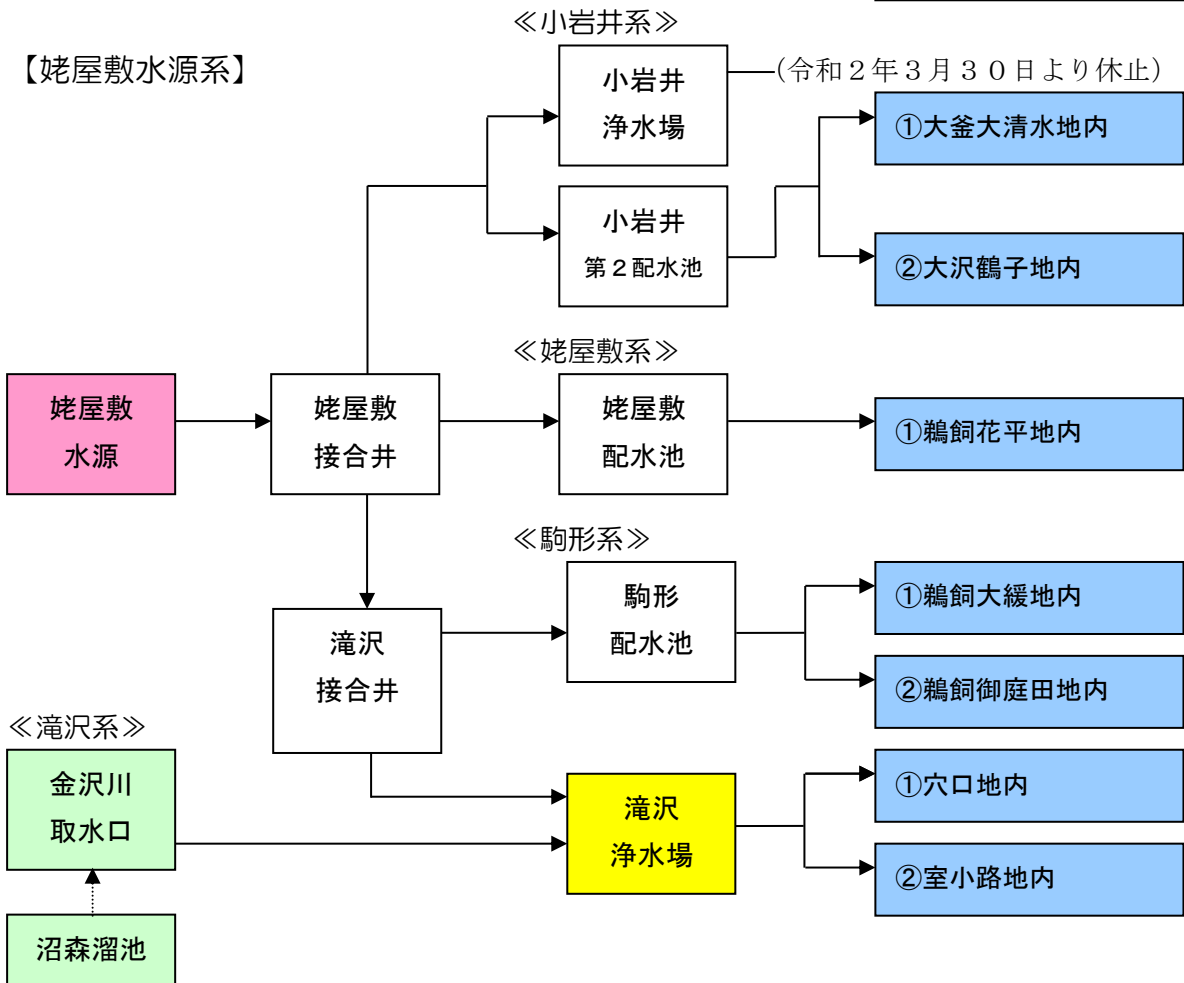 ≪小岩井系≫
【姥屋敷水源系】
小岩井
浄水場
(令和２年３月３０日より休止)
①大釜大清水地内
小岩井
第２配水池
②大沢鶴子地内
≪姥屋敷系≫
姥屋敷
水源
姥屋敷
接合井
姥屋敷
配水池
①鵜飼花平地内
≪駒形系≫
駒形
配水池
①鵜飼大緩地内
滝沢
接合井
②鵜飼御庭田地内
≪滝沢系≫
金沢川
取水口
滝沢
浄水場
①穴口地内
②室小路地内
沼森溜池